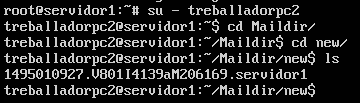 root@servidor1:~# su - treballadorpc2
treballadorpc2@servidor1:~$ cd Maildir/
treballadorpc2@servidor1:~/Maildir$ cd new/
treballadorpc2@servidor1:~/Maildir/new$ ls
1495010927.V801I4139aM206169.servidor1
treballadorpc2@servidor1:~/Maildir/new$